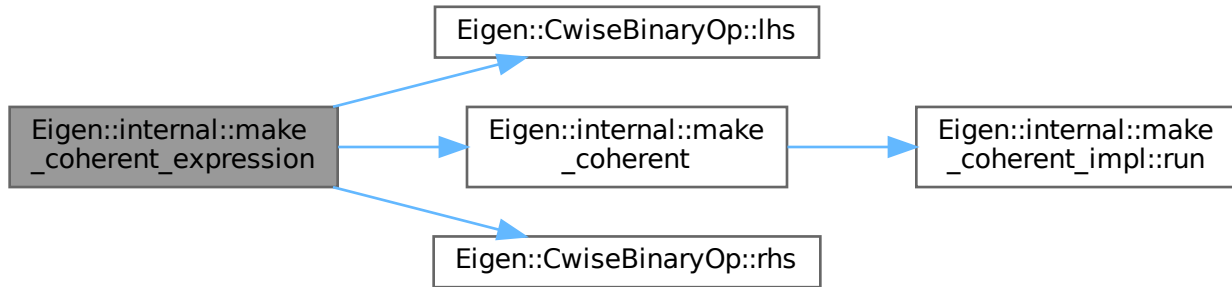 Eigen::CwiseBinaryOp::lhs
Eigen::internal::make
_coherent_expression
Eigen::internal::make
_coherent
Eigen::internal::make
_coherent_impl::run
Eigen::CwiseBinaryOp::rhs